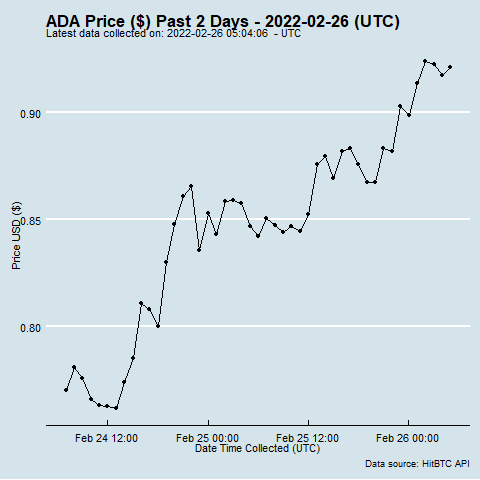 ADA Price ($) Past 2 Days - 2022-02-26 (UTC)
Latest data collected on: 2022-02-26 05:04:06  - UTC
Price USD ($)
0.90
0.85
0.80
Feb 24 12:00
Feb 25 00:00
Feb 25 12:00
Feb 26 00:00
Date Time Collected (UTC)
Data source: HitBTC API